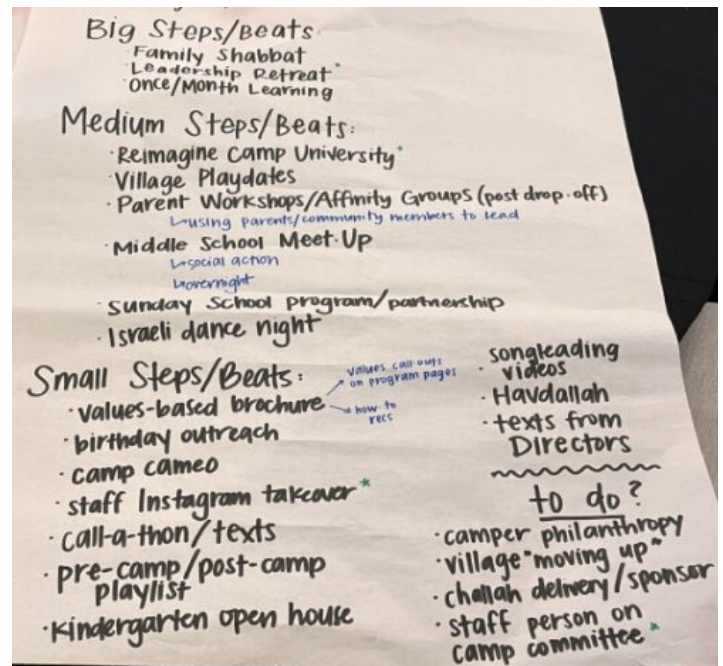 Big Steps/Beats
· Family Shabbat
· Leadership Retreat*
· Once/Month Learning
Medium Steps/Beats:
· Reimagine Camp University*
· Village Playdates
· Parent Workshops/Affinity Groups (post drop-off)
↳ using parents/community members to lead
· Middle School Meet-Up
↳ social action
↳ overnight
· Sunday School program/partnership
· Israeli dance night
Small Steps/Beats:
· values-based brochure
→ values call outs
on program pages
→ how to
recs
· birthday outreach
· camp cameo
· staff Instagram takeover*
· call-a-thon/texts
· pre-camp/post-camp
playlist
· kindergarten open house
· songleading
videos
· Havdallah
· texts from
Directors
to do?
· camper philanthropy
· village "moving up"
· challah delivery/sponsor
· staff person on
camp committee*